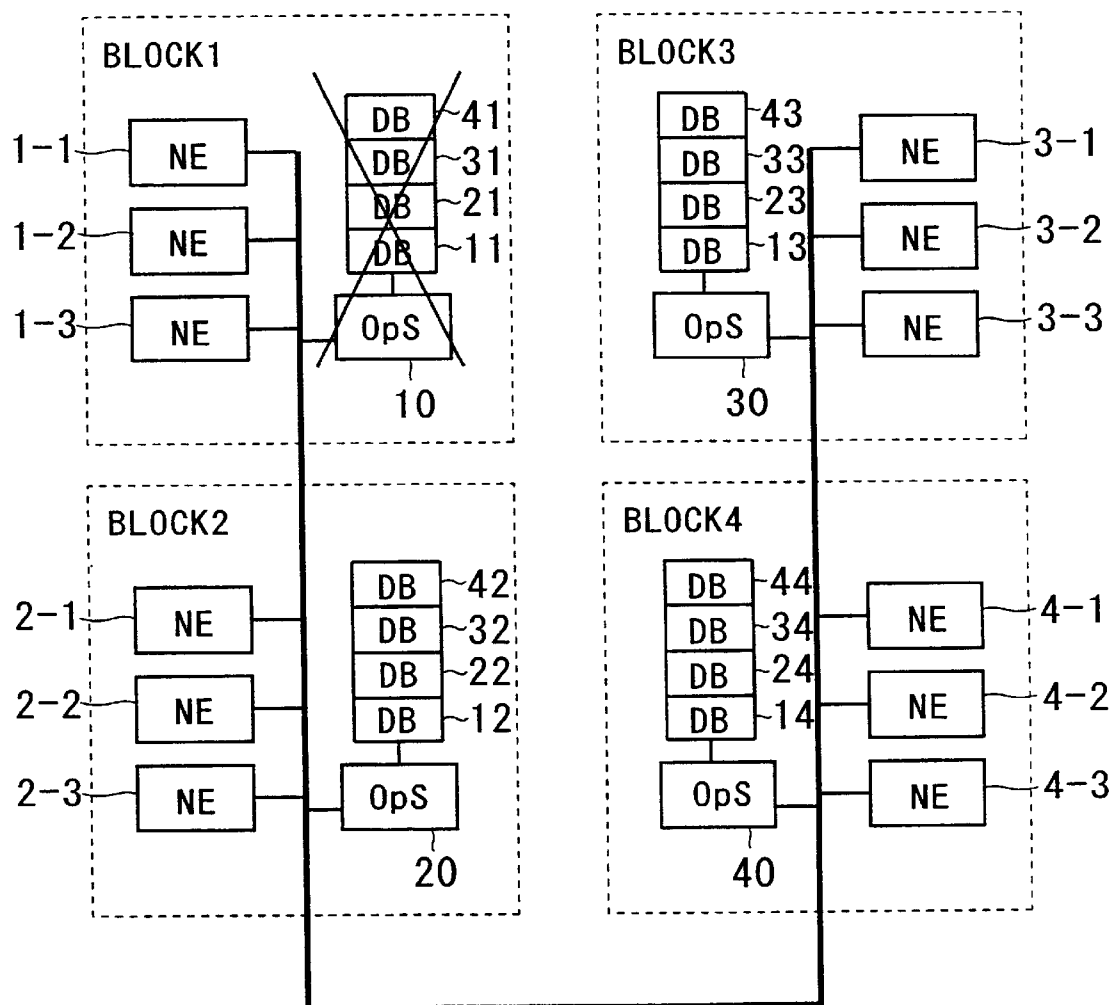 BLOCK1
DB 41
DB 31
DB 21
DB 11
1-1 NE
1-2 NE
1-3 NE
OpS
10
BLOCK3
DB 43
DB 33
DB 23
DB 13
NE 3-1
NE 3-2
NE 3-3
OpS
30
BLOCK2
DB 42
DB 32
DB 22
DB 12
2-1 NE
2-2 NE
2-3 NE
OpS
20
BLOCK4
DB 44
DB 34
DB 24
DB 14
NE 4-1
NE 4-2
NE 4-3
OpS
40